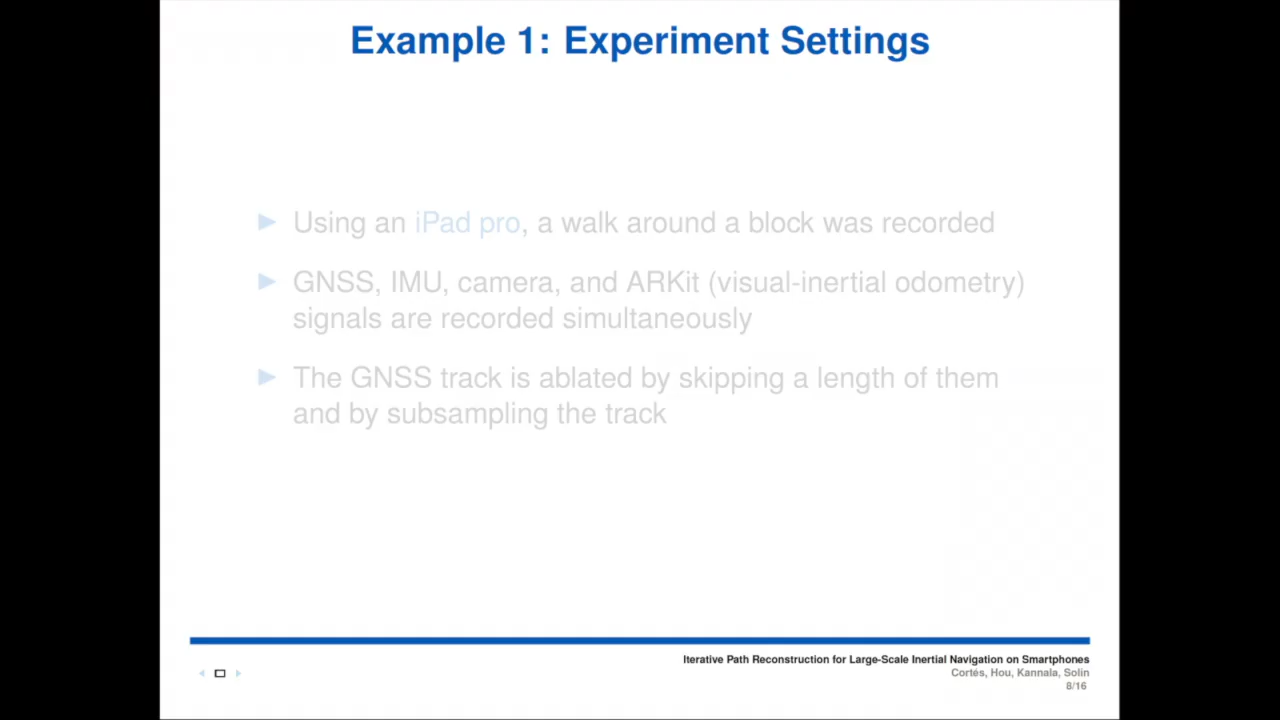 Example 1: Experiment Settings
Using an iPad pro, a walk around a block was recorded
GNSS, IMU, camera, and ARKit (visual-inertial odometry)
signals are recorded simultaneously
The GNSS track is ablated by skipping a length of them
and by subsampling the track
Iterative Path Reconstruction for Large-Scale Inertial Navigation on Smartphones
Cortés, Hou, Kannala, Solin
8/16